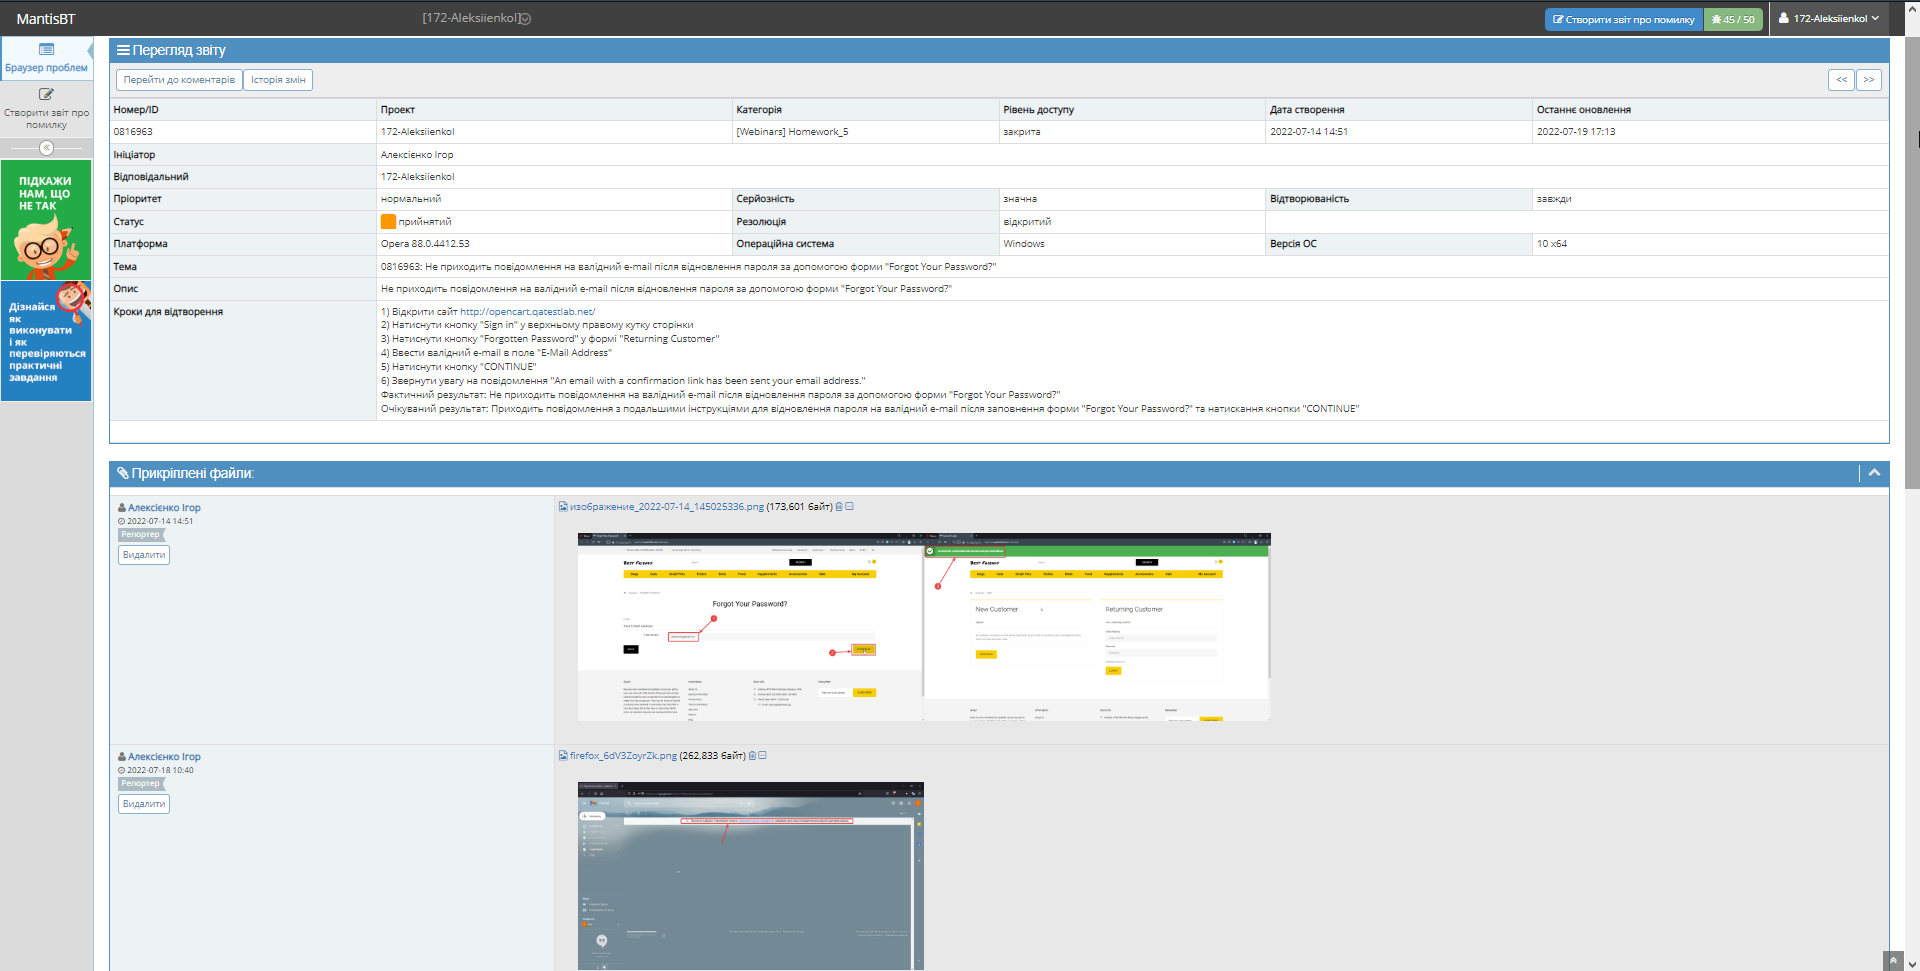 MantisBT
[172-Aleksiienkol]
Створити звіт про помилку
45 / 50
172-Aleksiienkol
Браузер проблем
Створити звіт про
помилку
ПІДКАЖИ
НАМ, ЩО
НЕ ТАК
Дізнайся
як
виконувати
і як
перевіряються
практичні
завдання
Перегляд звіту
Перейти до коментарів
Історія змін
<<
>>
Номер/ID Проект Категорія Рівень доступу Дата створення Останнє оновлення
0816963 172-Aleksiienkol [Webinars] Homework_5 закрита 2022-07-14 14:51 2022-07-19 17:13
Ініціатор Алексієнко Ігор
Відповідальний 172-Aleksiienkol
Пріоритет нормальний Серйозність значна Відтворюваність завжди
Статус прийнятий Резолюція відкритий
Платформа Opera 88.0.4412.53 Операційна система Windows Версія ОС 10 x64
Тема 0816963: Не приходить повідомлення на валідний e-mail після відновлення пароля за допомогою форми "Forgot Your Password?"
Опис Не приходить повідомлення на валідний e-mail після відновлення пароля за допомогою форми "Forgot Your Password?"
Кроки для відтворення 1) Відкрити сайт http://opencart.qatestlab.net/
2) Натиснути кнопку "Sign in" у верхньому правому кутку сторінки
3) Натиснути кнопку "Forgotten Password" у формі "Returning Customer"
4) Ввести валідний e-mail в поле "E-Mail Address"
5) Натиснути кнопку "CONTINUE"
6) Звернути увагу на повідомлення "An email with a confirmation link has been sent your email address."
Фактичний результат: Не приходить повідомлення на валідний e-mail після відновлення пароля за допомогою форми "Forgot Your Password?"
Очікуваний результат: Приходить повідомлення з подальшими інструкціями для відновлення пароля на валідний e-mail після заповнення форми "Forgot Your Password?" та натискання кнопки "CONTINUE"
Прикріплені файли:
Алексієнко Ігор
2022-07-14 14:51
Репортер
Видалити
изображение_2022-07-14_145025336.png (173,601 байт)
Forgot Your Password?
New Customer
Returning Customer
Алексієнко Ігор
2022-07-18 10:40
Репортер
Видалити
firefox_6dV3ZoyrZk.png (262,833 байт)